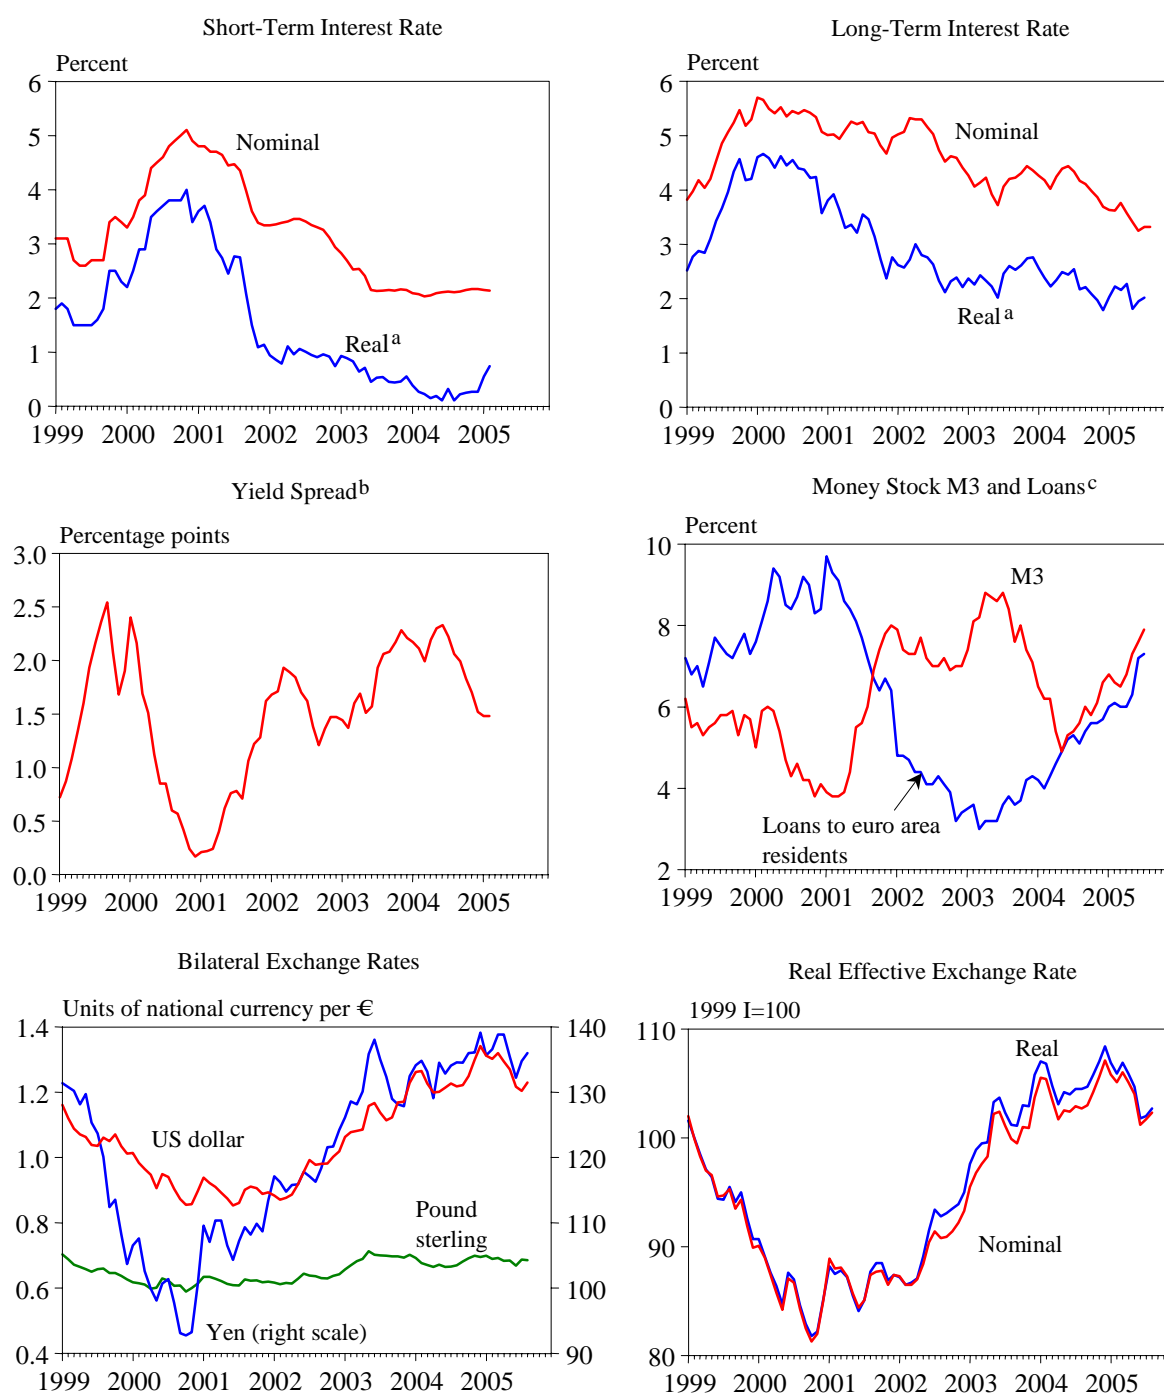 Short-Term Interest Rate
Percent
6
5
4
3
2
1
0
Nominal
Real a
1999 2000 2001 2002 2003 2004 2005
Long-Term Interest Rate
Percent
6
5
4
3
2
1
0
Nominal
Real a
1999 2000 2001 2002 2003 2004 2005
Yield Spread b
Percentage points
3.0
2.5
2.0
1.5
1.0
0.5
0.0
1999 2000 2001 2002 2003 2004 2005
Money Stock M3 and Loans c
Percent
10
8
6
4
2
M3
Loans to euro area
residents
1999 2000 2001 2002 2003 2004 2005
Bilateral Exchange Rates
Units of national currency per €
1.4
1.2
1.0
0.8
0.6
0.4
140
130
120
110
100
90
US dollar
Pound
sterling
Yen (right scale)
1999 2000 2001 2002 2003 2004 2005
Real Effective Exchange Rate
1999 I=100
110
100
90
80
Real
Nominal
1999 2000 2001 2002 2003 2004 2005